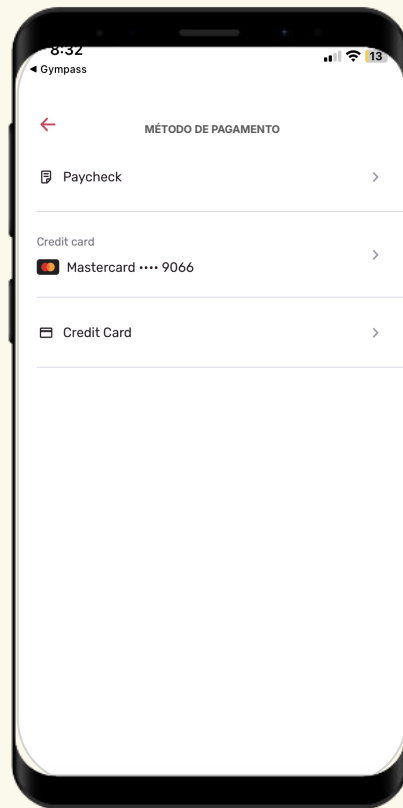 8:32
13
◀ Gympass
MÉTODO DE PAGAMENTO
Paycheck
Credit card
Mastercard •••• 9066
Credit Card